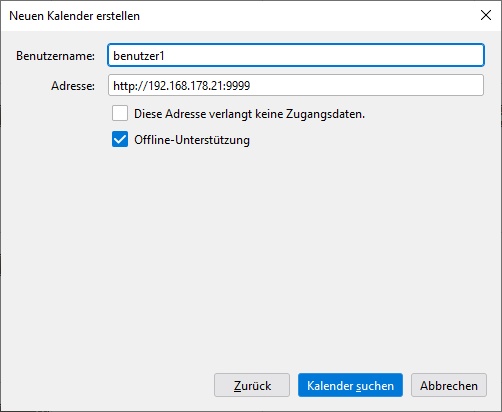 Neuen Kalender erstellen
Benutzername: benutzer1
Adresse: http://192.168.178.21:9999
Diese Adresse verlangt keine Zugangsdaten.
Offline-Unterstützung
Zurück Kalender suchen Abbrechen